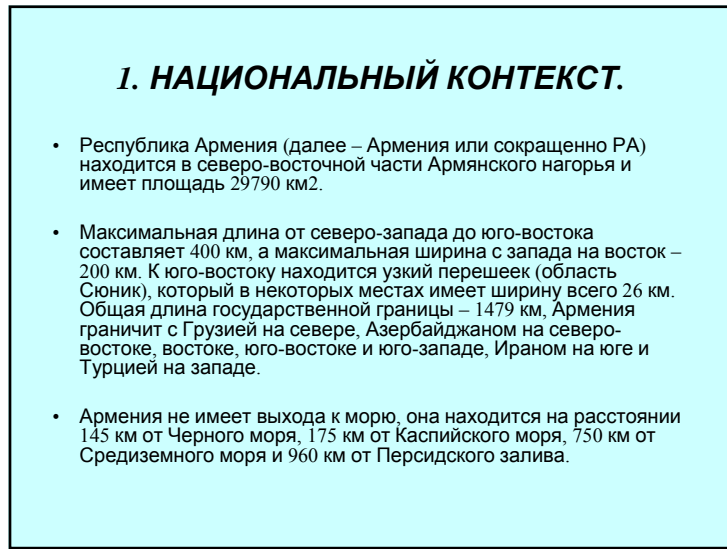 1. НАЦИОНАЛЬНЫЙ КОНТЕКСТ.
• Республика Армения (далее – Армения или сокращенно РА)
находится в северо-восточной части Армянского нагорья и
имеет площадь 29790 км2.
• Максимальная длина от северо-запада до юго-востока
составляет 400 км, а максимальная ширина с запада на восток –
200 км. К юго-востоку находится узкий перешеек (область
Сюник), который в некоторых местах имеет ширину всего 26 км.
Общая длина государственной границы – 1479 км, Армения
граничит с Грузией на севере, Азербайджаном на северо-
востоке, востоке, юго-востоке и юго-западе, Ираном на юге и
Турцией на западе.
• Армения не имеет выхода к морю, она находится на расстоянии
145 км от Черного моря, 175 км от Каспийского моря, 750 км от
Средиземного моря и 960 км от Персидского залива.